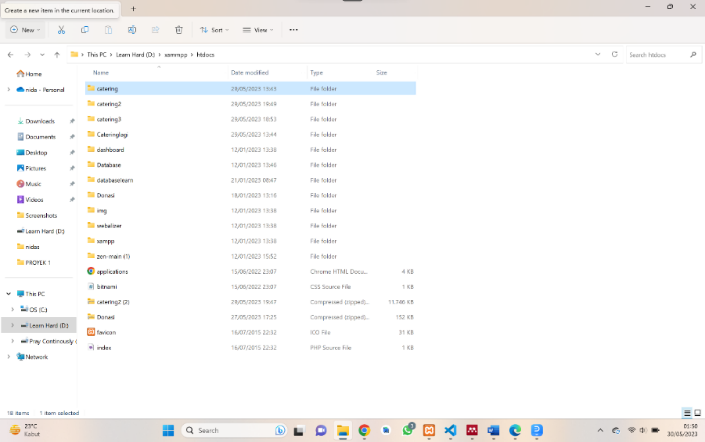 Create a new item in the current location.
New
Sort
View
This PC > Learn Hard (D:) > xammpp > htdocs
Search htdocs
Name Date modified Type Size
Home
nida - Personal
Downloads
Documents
Desktop
Pictures
Music
Videos
Screenshots
Learn Hard (D:)
nidas
PROYEK 1
This PC
OS (C:)
Learn Hard (D:)
Pray Continously (
Network
catering 29/05/2023 File folder
catering2 29/05/2023 19:49 File folder
catering3 29/05/2023 File folder
Cateringlagi 29/05/2023 13:44 File folder
dashboard 12/01/2023 13:38 File folder
Database 12/01/2023 13:46 File folder
databaselearn 21/01/2023 06:47 File folder
Donasi 18/01/2023 13:16 File folder
img 12/01/2023 13:38 File folder
webalizer 12/01/2023 13:38 File folder
xampp 12/01/2023 13:38 File folder
zen-main (1) 12/01/2023 15:52 File folder
applications 15/06/2022 23:07 Chrome HTML Docu... 4 KB
bitnami 15/06/2022 23:07 CSS Source File 1 KB
catering2 (2) 29/05/2023 19:47 Compressed (zipped)... KB
Donasi 27/05/2023 17:25 Compressed (zipped)... 152 KB
favicon 16/07/2015 22:32 ICO File 31 KB
index 16/07/2015 22:32 PHP Source File 1 KB
18 items 1 item selected
23°C
Kabut
Search
01:50
30/05/2023